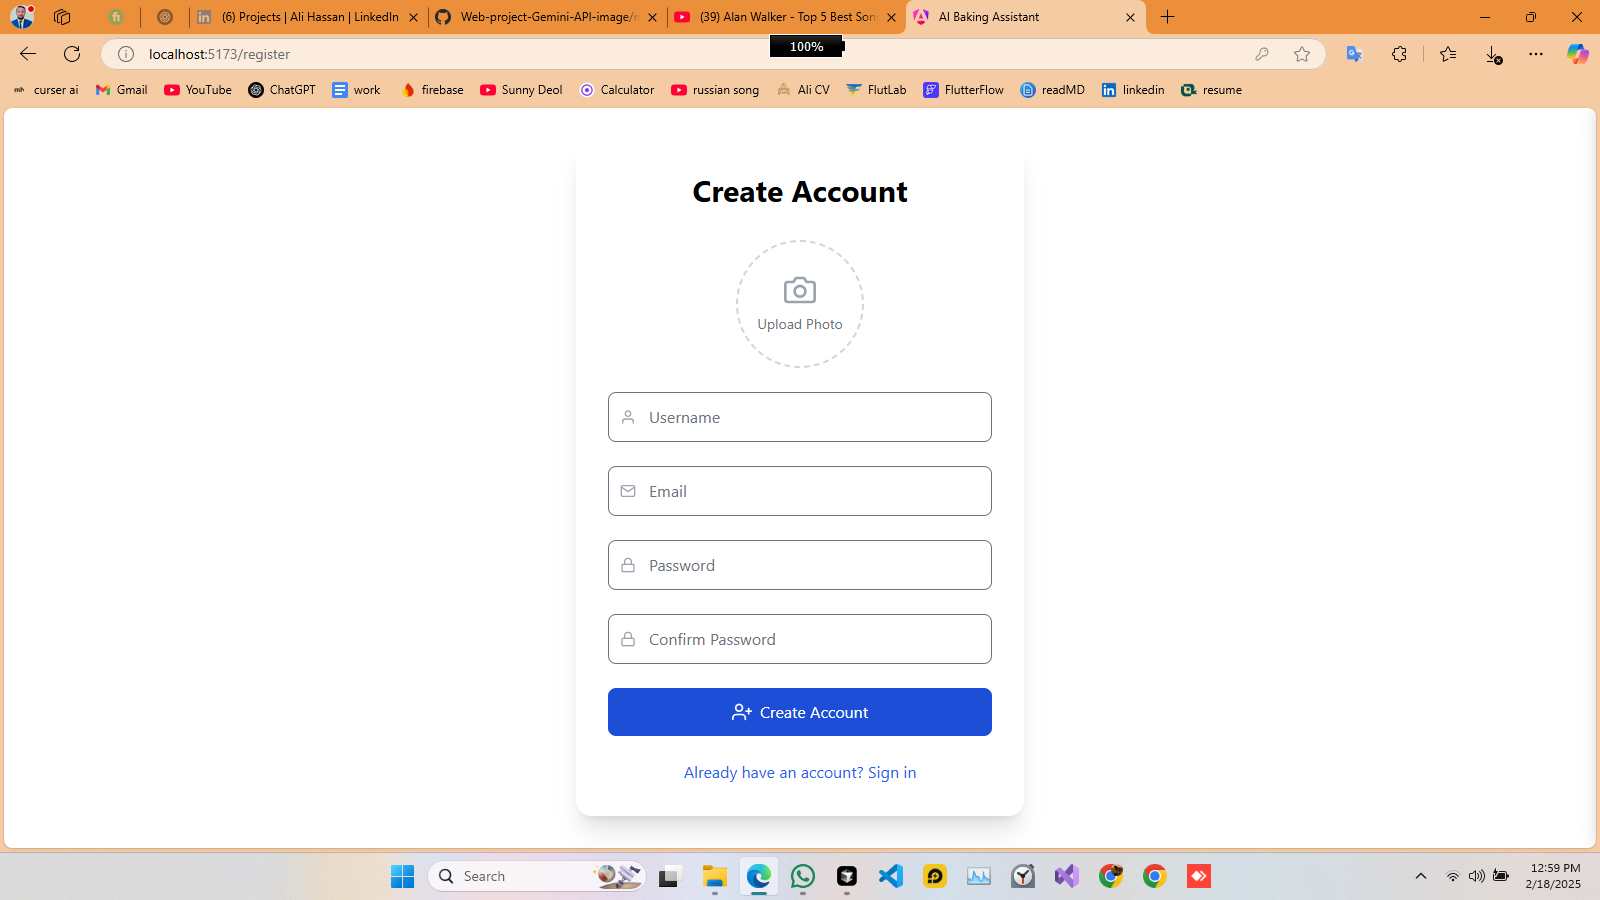 (6) Projects | Ali Hassan | LinkedIn
Web-project-Gemini-API-image/
(39) Alan Walker - Top 5 Best Son
AI Baking Assistant
localhost:5173/register
100%
curser ai
Gmail
YouTube
ChatGPT
work
firebase
Sunny Deol
Calculator
russian song
Ali CV
FlutLab
FlutterFlow
readMD
linkedin
resume
Create Account
Upload Photo
Username
Email
Password
Confirm Password
Create Account
Already have an account? Sign in
Search
12:59 PM
2/18/2025